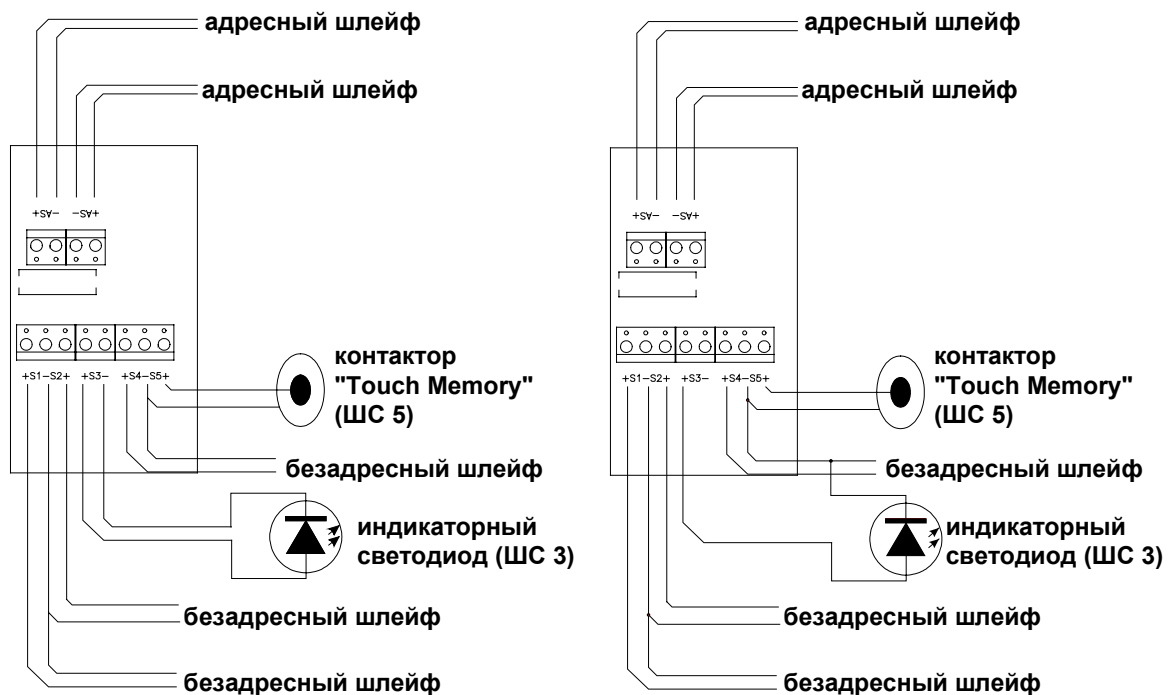 адресный шлейф
адресный шлейф
адресный шлейф
адресный шлейф
+SA- -SA+
+SA- -SA+
+S1-S2+ +S3- +S4-S5+
+S1-S2+ +S3- +S4-S5+
контактор
"Touch Memory"
(ШС 5)
контактор
"Touch Memory"
(ШС 5)
безадресный шлейф
безадресный шлейф
индикаторный
светодиод (ШС 3)
индикаторный
светодиод (ШС 3)
безадресный шлейф
безадресный шлейф
безадресный шлейф
безадресный шлейф